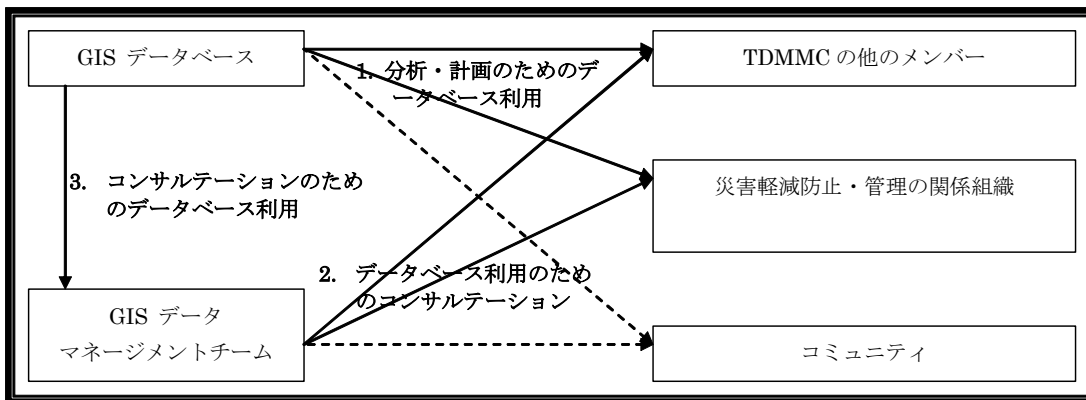 GIS データベース
TDMMC の他のメンバー
1. 分析・計画のためのデ
ータベース利用
災害軽減防止・管理の関係組織
3. コンサルテーションのため
のデータベース利用
2. データベース利用のため
のコンサルテーション
GIS データ
マネージメントチーム
コミュニティ